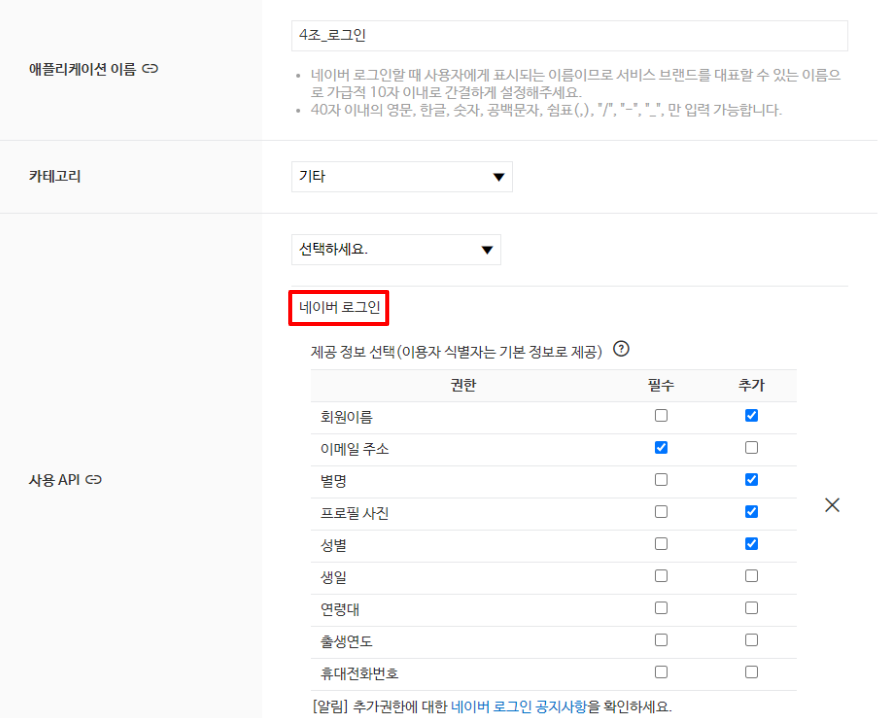 애플리케이션 이름
4조_로그인
네이버 로그인할 때 사용자에게 표시되는 이름이므로 서비스 브랜드를 대표할 수 있는 이름으
로 가급적 10자 이내로 간결하게 설정해주세요.
40자 이내의 영문, 한글, 숫자, 공백문자, 쉼표(,), "/", "-", "_", 만 입력 가능합니다.
카테고리
기타
사용 API
선택하세요.
네이버 로그인
제공 정보 선택(이용자 식별자는 기본 정보로 제공) ?
권한 필수 추가
회원이름
이메일 주소
별명
프로필 사진
성별
생일
연령대
출생연도
휴대전화번호
[알림] 추가권한에 대한 네이버 로그인 공지사항을 확인하세요.